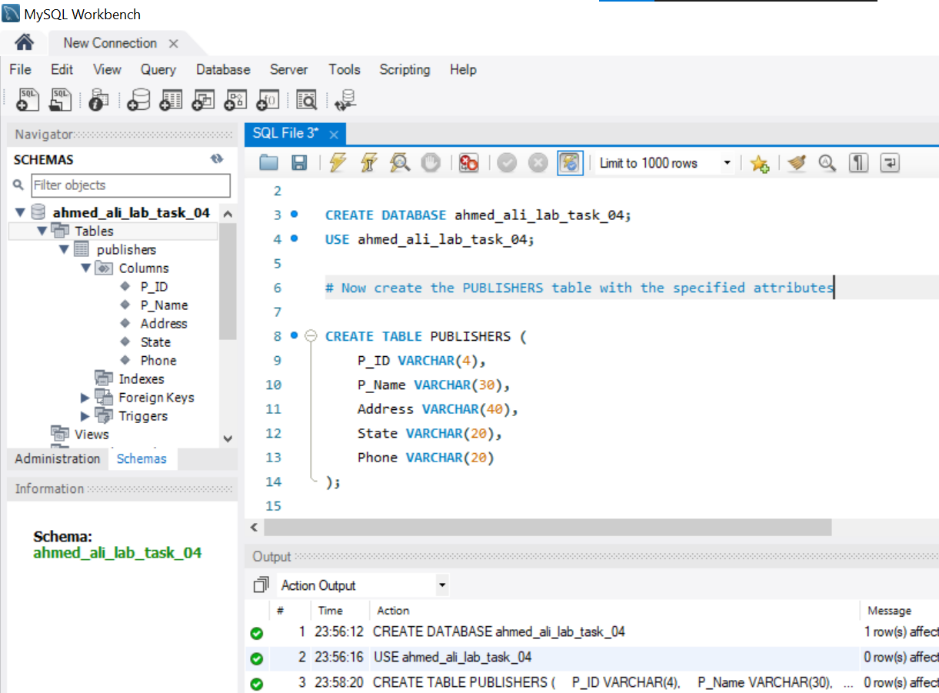 MySQL Workbench
New Connection
File Edit View Query Database Server Tools Scripting Help
Navigator
SCHEMAS
Filter objects
ahmed_ali_lab_task_04
Tables
publishers
Columns
P_ID
P_Name
Address
State
Phone
Indexes
Foreign Keys
Triggers
Views
Administration Schemas
Information
Schema:
ahmed_ali_lab_task_04
SQL File 3*
Limit to 1000 rows
2
3 CREATE DATABASE ahmed_ali_lab_task_04;
4 USE ahmed_ali_lab_task_04;
5
6 # Now create the PUBLISHERS table with the specified attributes
7
8 CREATE TABLE PUBLISHERS (
9 P_ID VARCHAR(4),
10 P_Name VARCHAR(30),
11 Address VARCHAR(40),
12 State VARCHAR(20),
13 Phone VARCHAR(20)
14 );
15
Output
Action Output
# Time Action Message
1 23:56:12 CREATE DATABASE ahmed_ali_lab_task_04 1 row(s) affect
2 23:56:16 USE ahmed_ali_lab_task_04 0 row(s) affect
3 23:58:20 CREATE TABLE PUBLISHERS ( P_ID VARCHAR(4), P_Name VARCHAR(30), ... 0 row(s) affect